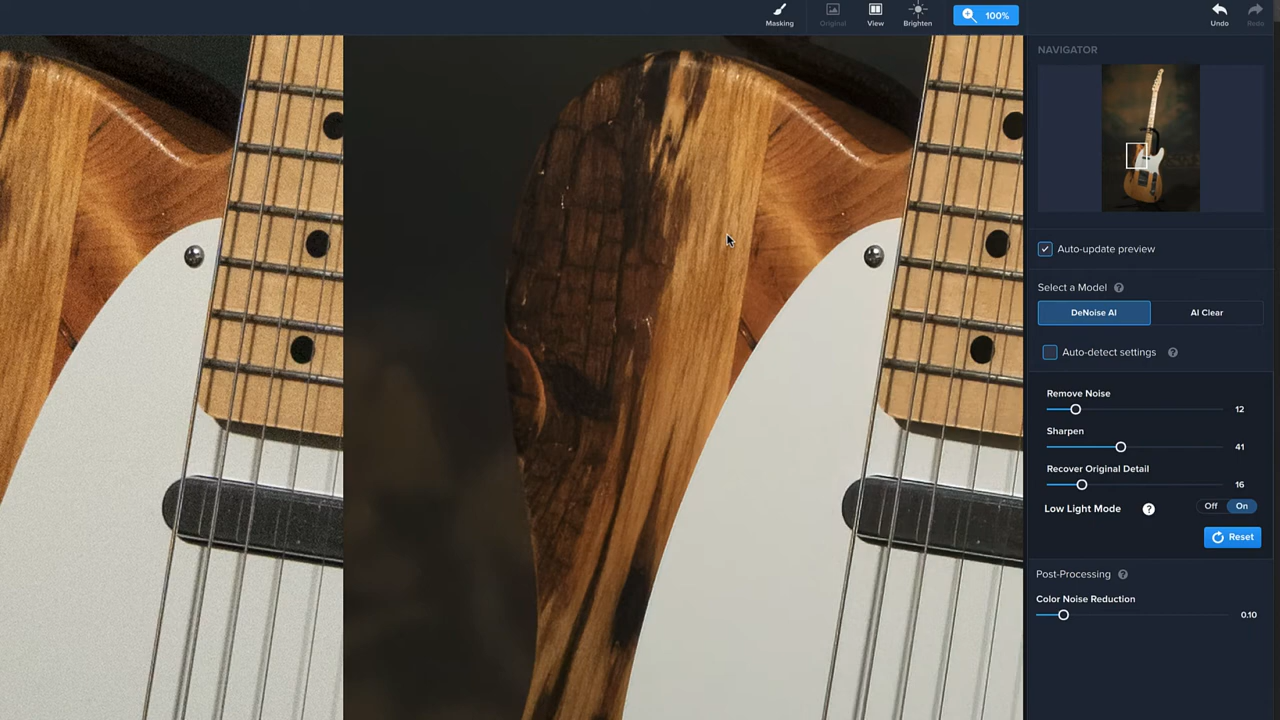 Masking
Original
View
Brighten
100%
Undo
Redo
NAVIGATOR
Auto-update preview
Select a Model ?
DeNoise AI
AI Clear
Auto-detect settings ?
Remove Noise
12
Sharpen
41
Recover Original Detail
16
Low Light Mode ?
Off
On
Reset
Post-Processing ?
Color Noise Reduction
0.10